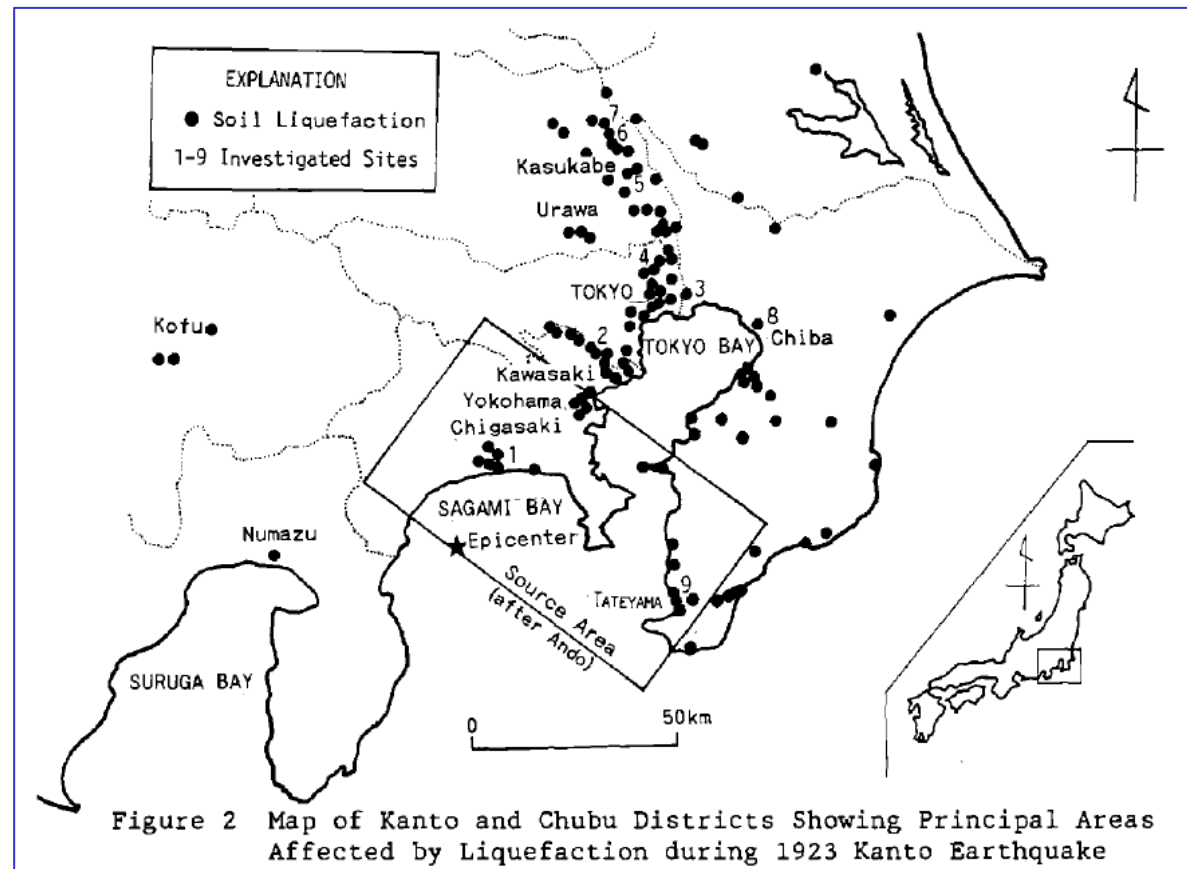 EXPLANATION
● Soil Liquefaction
1-9 Investigated Sites
7
6
Kasukabe
5
Urawa
4
TOKYO
3
Kofu
8
Chiba
2
TOKYO BAY
Kawasaki
Yokohama
Chigasaki
1
SAGAMI BAY
Numazu
Epicenter
Source Area
(after Ando)
9
TATEYAMA
SURUGA BAY
0 50km
Figure 2 Map of Kanto and Chubu Districts Showing Principal Areas
Affected by Liquefaction during 1923 Kanto Earthquake